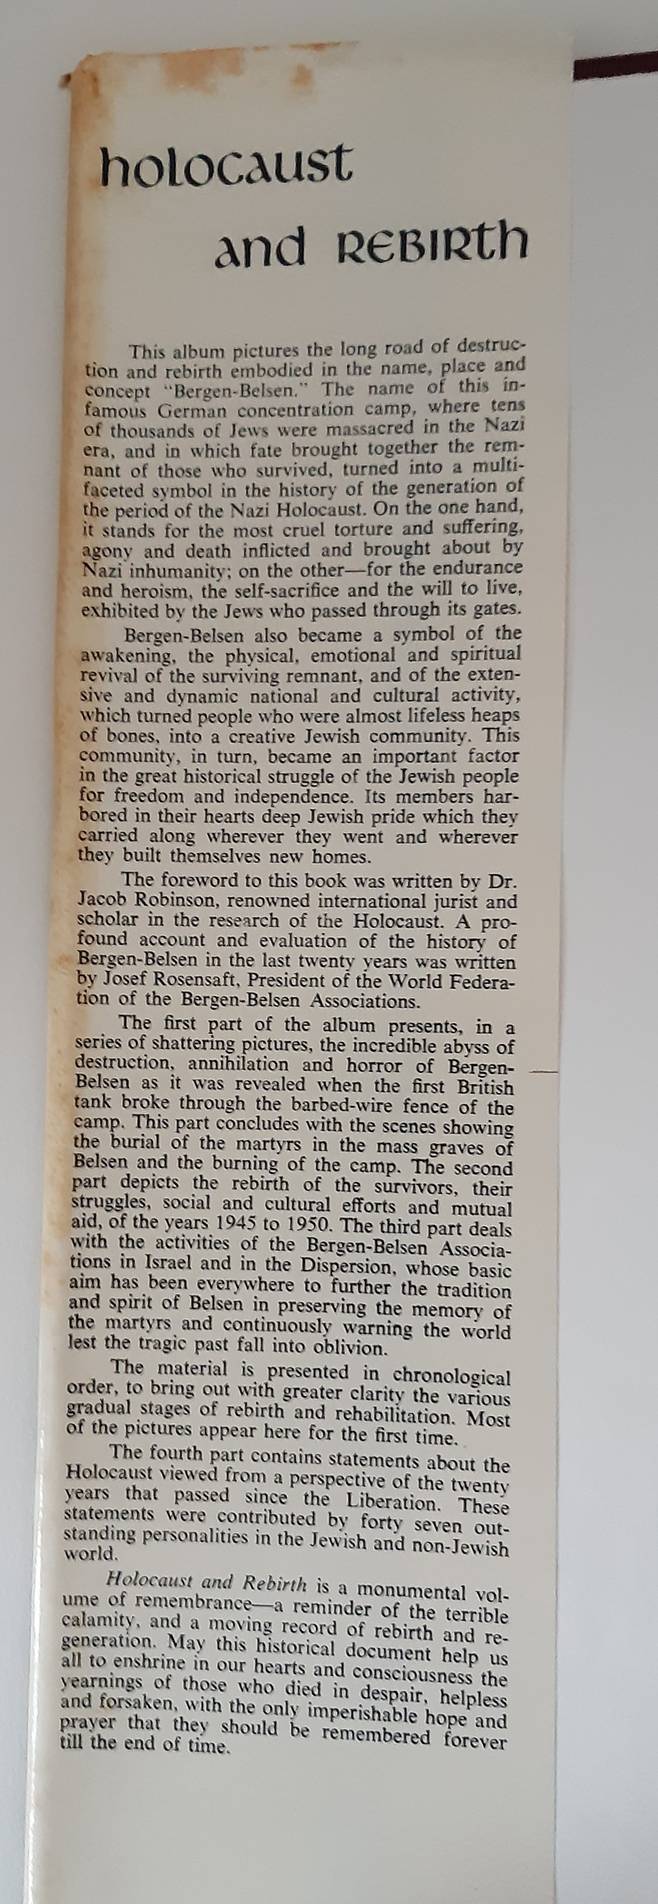 holocaust
and REBIRth
This album pictures the long road of destruc-
tion and rebirth embodied in the name, place and
concept “Bergen-Belsen.” The name of this in-
famous German concentration camp, where tens
of thousands of Jews were massacred in the Nazi
era, and in which fate brought together the rem-
nant of those who survived, turned into a multi-
faceted symbol in the history of the generation of
the period of the Nazi Holocaust. On the one hand,
it stands for the most cruel torture and suffering,
agony and death inflicted and brought about by
Nazi inhumanity; on the other—for the endurance
and heroism, the self-sacrifice and the will to live,
exhibited by the Jews who passed through its gates.
Bergen-Belsen also became a symbol of the
awakening, the physical, emotional and spiritual
revival of the surviving remnant, and of the exten-
sive and dynamic national and cultural activity,
which turned people who were almost lifeless heaps
of bones, into a creative Jewish community. This
community, in turn, became an important factor
in the great historical struggle of the Jewish people
for freedom and independence. Its members har-
bored in their hearts deep Jewish pride which they
carried along wherever they went and wherever
they built themselves new homes.
The foreword to this book was written by Dr.
Jacob Robinson, renowned international jurist and
scholar in the research of the Holocaust. A pro-
found account and evaluation of the history of
Bergen-Belsen in the last twenty years was written
by Josef Rosensaft, President of the World Federa-
tion of the Bergen-Belsen Associations.
The first part of the album presents, in a
series of shattering pictures, the incredible abyss of
destruction, annihilation and horror of Bergen-
Belsen as it was revealed when the first British
tank broke through the barbed-wire fence of the
camp. This part concludes with the scenes showing
the burial of the martyrs in the mass graves of
Belsen and the burning of the camp. The second
part depicts the rebirth of the survivors, their
struggles, social and cultural efforts and mutual
aid, of the years 1945 to 1950. The third part deals
with the activities of the Bergen-Belsen Associa-
tions in Israel and in the Dispersion, whose basic
aim has been everywhere to further the tradition
and spirit of Belsen in preserving the memory of
the martyrs and continuously warning the world
lest the tragic past fall into oblivion.
The material is presented in chronological
order, to bring out with greater clarity the various
gradual stages of rebirth and rehabilitation. Most
of the pictures appear here for the first time.
The fourth part contains statements about the
Holocaust viewed from a perspective of the twenty
years that passed since the Liberation. These
statements were contributed by forty seven out-
standing personalities in the Jewish and non-Jewish
world.
Holocaust and Rebirth is a monumental vol-
ume of remembrance—a reminder of the terrible
calamity, and a moving record of rebirth and re-
generation. May this historical document help us
all to enshrine in our hearts and consciousness the
yearnings of those who died in despair, helpless
and forsaken, with the only imperishable hope and
prayer that they should be remembered forever
till the end of time.